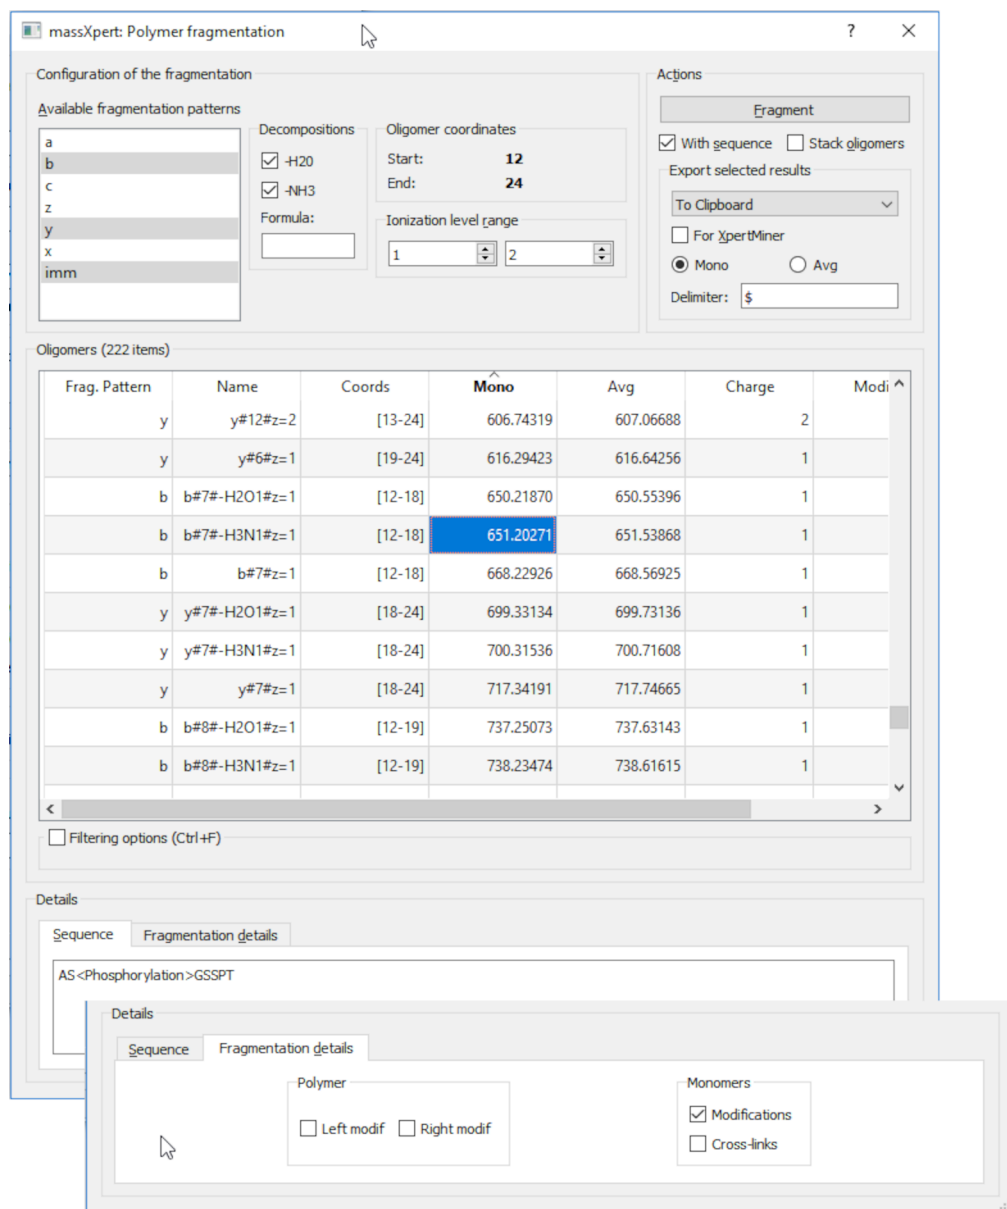 massXpert: Polymer fragmentation ?
Configuration of the fragmentation
Available fragmentation patterns
a
b
c
z
y
x
imm
Decompositions
-H20
-NH3
Formula:
Oligomer coordinates
Start: 12
End: 24
Ionization level range
1 2
Actions
Fragment
With sequence Stack oligomers
Export selected results
To Clipboard
For XpertMiner
Mono Avg
Delimiter: $
Oligomers (222 items)
Frag. Pattern Name Coords Mono Avg Charge Modi
y y#12#z=2 [13-24] 606.74319 607.06688 2
y y#6#z=1 [19-24] 616.29423 616.64256 1
b b#7#-H2O1#z=1 [12-18] 650.21870 650.55396 1
b b#7#-H3N1#z=1 [12-18] 651.20271 651.53868 1
b b#7#z=1 [12-18] 668.22926 668.56925 1
y y#7#-H2O1#z=1 [18-24] 699.33134 699.73136 1
y y#7#-H3N1#z=1 [18-24] 700.31536 700.71608 1
y y#7#z=1 [18-24] 717.34191 717.74665 1
b b#8#-H2O1#z=1 [12-19] 737.25073 737.63143 1
b b#8#-H3N1#z=1 [12-19] 738.23474 738.61615 1
Filtering options (Ctrl+F)
Details
Sequence Fragmentation details
AS<Phosphorylation>GSSPT
Details
Sequence Fragmentation details
Polymer
Left modif Right modif
Monomers
Modifications
Cross-links